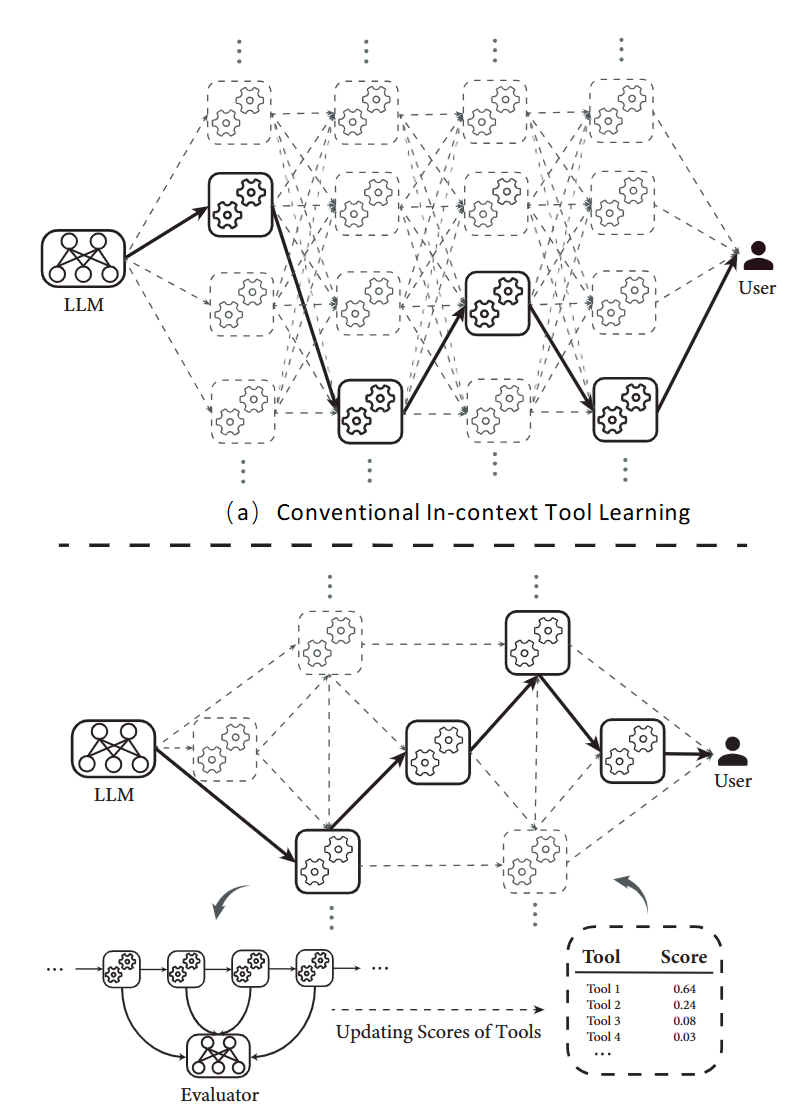 LLM
User
（a） Conventional In-context Tool Learning
LLM
User
Tool Score
Tool 1 0.64
Tool 2 0.24
Tool 3 0.08
Tool 4 0.03
...
Updating Scores of Tools
Evaluator